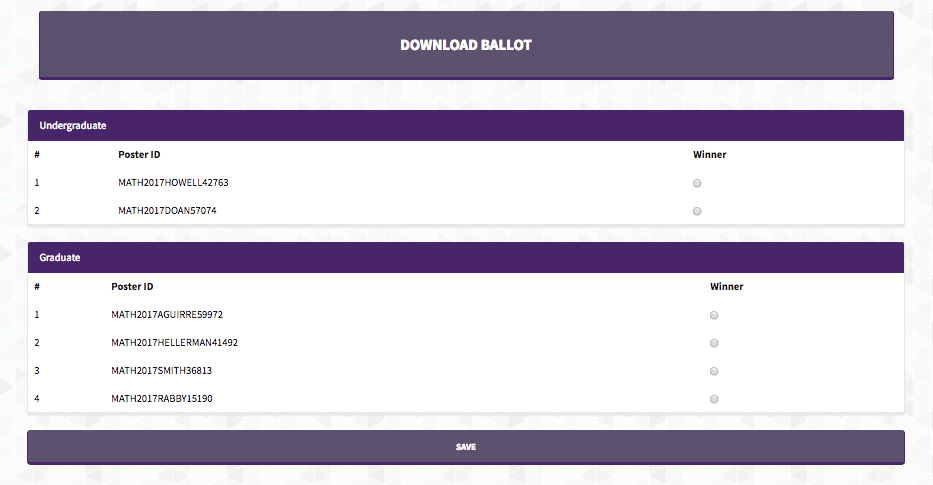 DOWNLOAD BALLOT
Undergraduate
# Poster ID Winner
1 MATH2017HOWELL42763
2 MATH2017DOAN57074
Graduate
# Poster ID Winner
1 MATH2017AGUIRRE59972
2 MATH2017HELLERMAN41492
3 MATH2017SMITH36813
4 MATH2017RABBY15190
SAVE